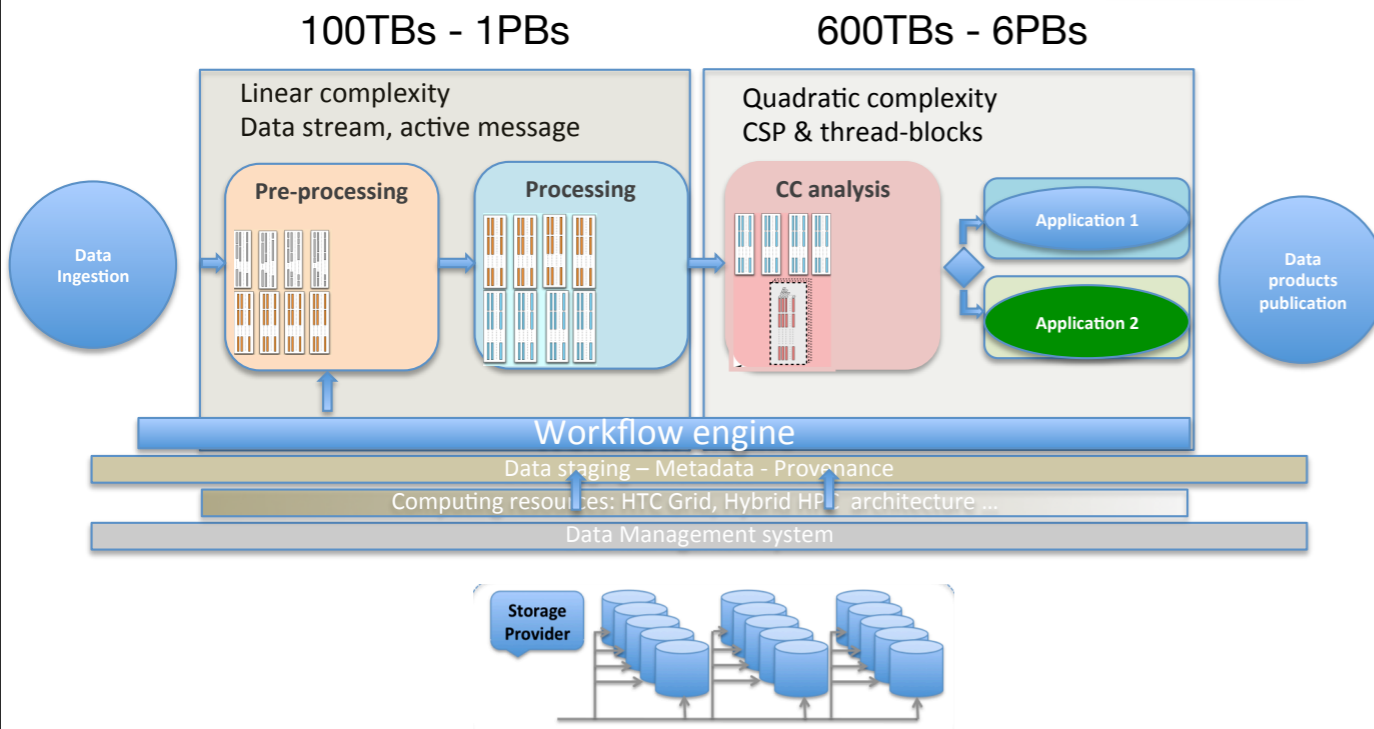 100TBs - 1PBs
600TBs - 6PBs
Linear complexity
Data stream, active message
Quadratic complexity
CSP & thread-blocks
Data
Ingestion
Pre-processing
Processing
CC analysis
Application 1
Application 2
Data
products
publication
Workflow engine
Data staging – Metadata - Provenance
Computing resources: HTC Grid, Hybrid HPC architecture ...
Data Management system
Storage
Provider